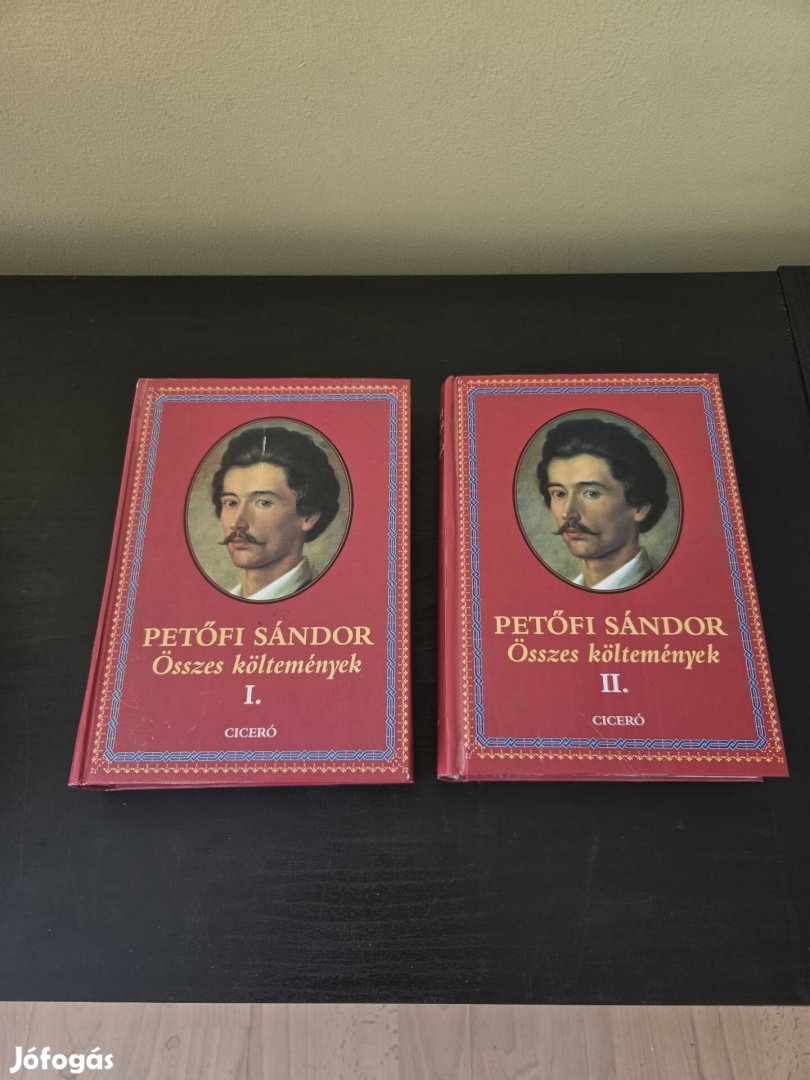 PETŐFI SÁNDOR
Összes költemények
I.
CICERÓ
PETŐFI SÁNDOR
Összes költemények
II.
CICERÓ
Jófogás